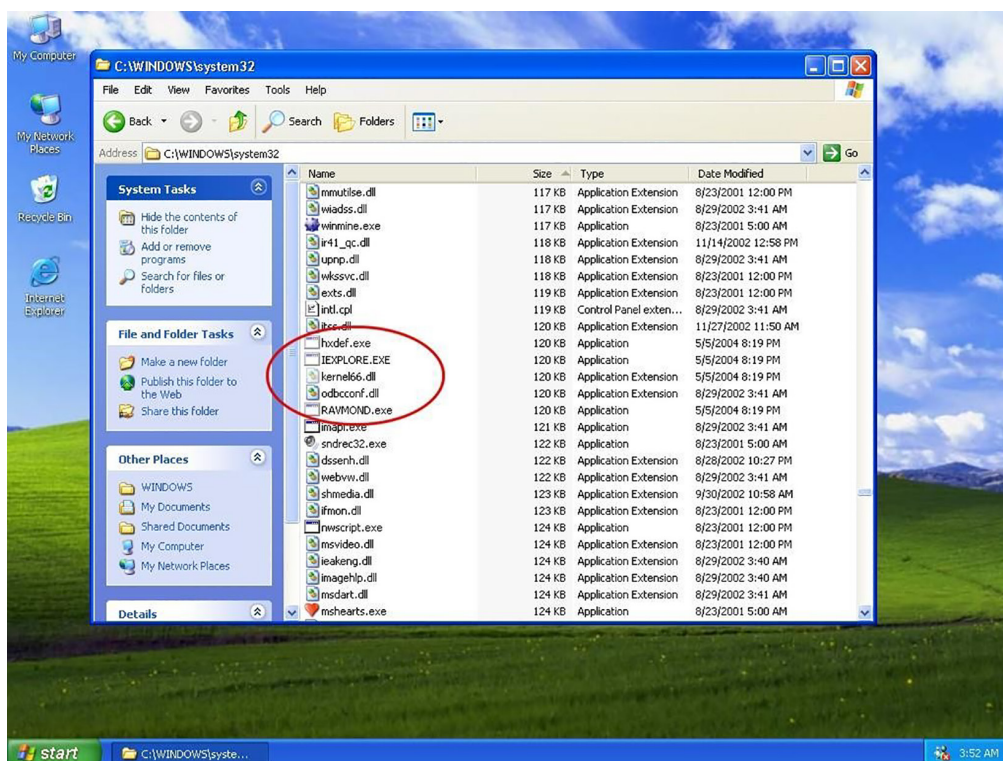 My Computer
My Network
Places
Recycle Bin
Internet
Explorer
C:\WINDOWS\system32
File Edit View Favorites Tools Help
Back Search Folders
Address C:\WINDOWS\system32 Go
System Tasks
Hide the contents of
this folder
Add or remove
programs
Search for files or
folders
File and Folder Tasks
Make a new folder
Publish this folder to
the Web
Share this folder
Other Places
WINDOWS
My Documents
Shared Documents
My Computer
My Network Places
Details
Name Size Type Date Modified
mmutilse.dll 117 KB Application Extension 8/23/2001 12:00 PM
wiadss.dll 117 KB Application Extension 8/29/2002 3:41 AM
winmine.exe 117 KB Application 8/23/2001 5:00 AM
ir41_qc.dll 118 KB Application Extension 11/14/2002 12:58 PM
upnp.dll 118 KB Application Extension 8/29/2002 3:41 AM
wkssvc.dll 118 KB Application Extension 8/23/2001 12:00 PM
exts.dll 119 KB Application Extension 8/23/2001 12:00 PM
intl.cpl 119 KB Control Panel exten... 8/29/2002 3:41 AM
itss.dll 120 KB Application Extension 11/27/2002 11:50 AM
hxdef.exe 120 KB Application 5/5/2004 8:19 PM
IEXPLORE.EXE 120 KB Application 5/5/2004 8:19 PM
kernel66.dll 120 KB Application Extension 5/5/2004 8:19 PM
odbcconf.dll 120 KB Application Extension 8/29/2002 3:41 AM
RAVMOND.exe 120 KB Application 5/5/2004 8:19 PM
imapi.exe 121 KB Application 8/29/2002 3:41 AM
sndrec32.exe 122 KB Application 8/23/2001 5:00 AM
dssenh.dll 122 KB Application Extension 8/28/2002 10:27 PM
webvw.dll 122 KB Application Extension 8/29/2002 3:41 AM
shmedia.dll 123 KB Application Extension 9/30/2002 10:58 AM
ifmon.dll 123 KB Application Extension 8/23/2001 12:00 PM
nwscript.exe 124 KB Application 8/23/2001 12:00 PM
msvideo.dll 124 KB Application Extension 8/23/2001 12:00 PM
ieakeng.dll 124 KB Application Extension 8/29/2002 3:40 AM
imagehlp.dll 124 KB Application Extension 8/29/2002 3:40 AM
msdart.dll 124 KB Application Extension 8/29/2002 3:41 AM
mshearts.exe 124 KB Application 8/23/2001 5:00 AM
start C:\WINDOWS\syste... 3:52 AM